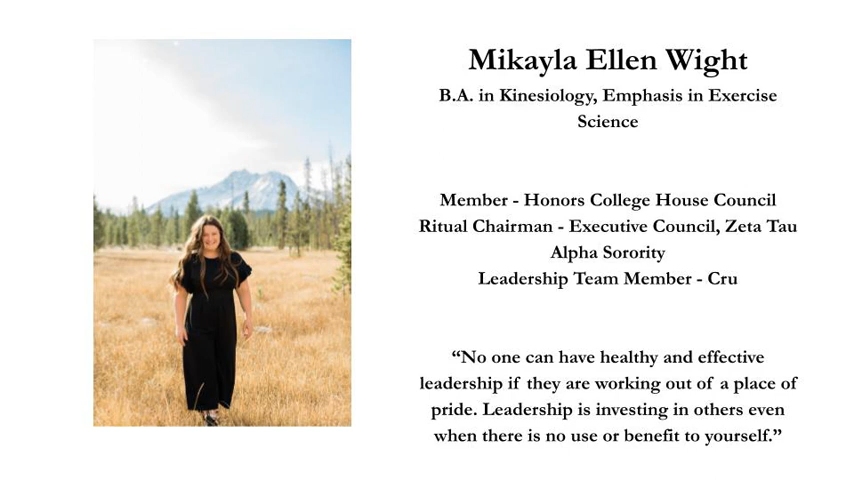 Mikayla Ellen Wight
B.A. in Kinesiology, Emphasis in Exercise
Science
Member - Honors College House Council
Ritual Chairman - Executive Council, Zeta Tau
Alpha Sorority
Leadership Team Member - Cru
“No one can have healthy and effective
leadership if they are working out of a place of
pride. Leadership is investing in others even
when there is no use or benefit to yourself.”